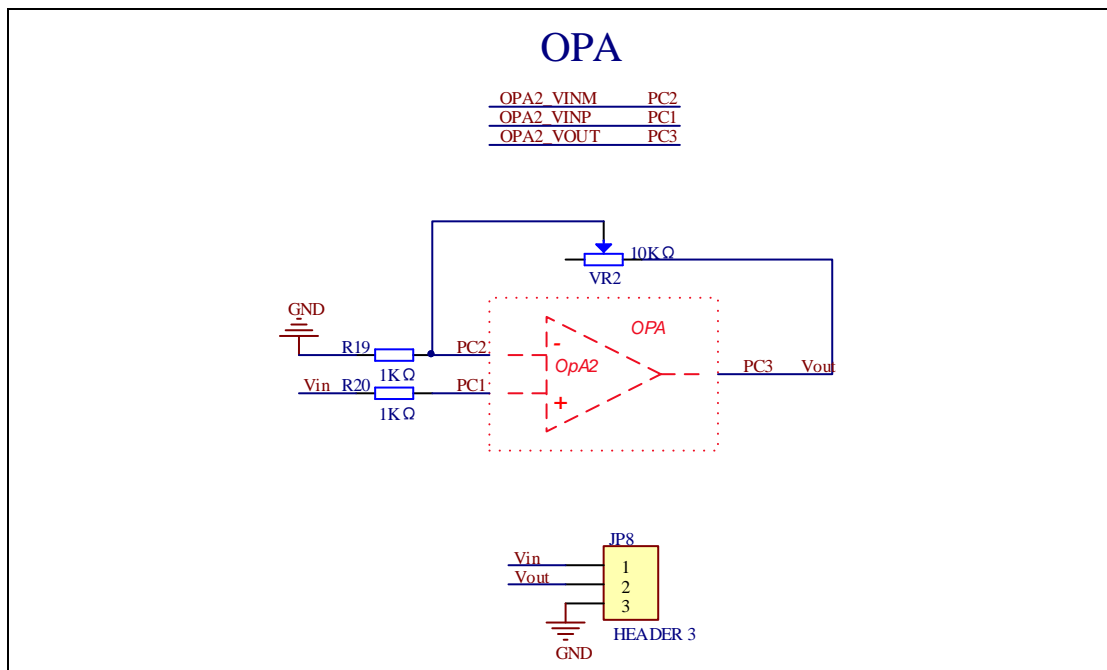 OPA
OPA2_VINM PC2
OPA2_VINP PC1
OPA2_VOUT PC3
10KΩ
VR2
GND
OPA
R19 PC2 -
1KΩ OpA2 PC3 Vout
Vin R20 PC1
1KΩ +
JP8
Vin 1
Vout 2
3
HEADER 3
GND